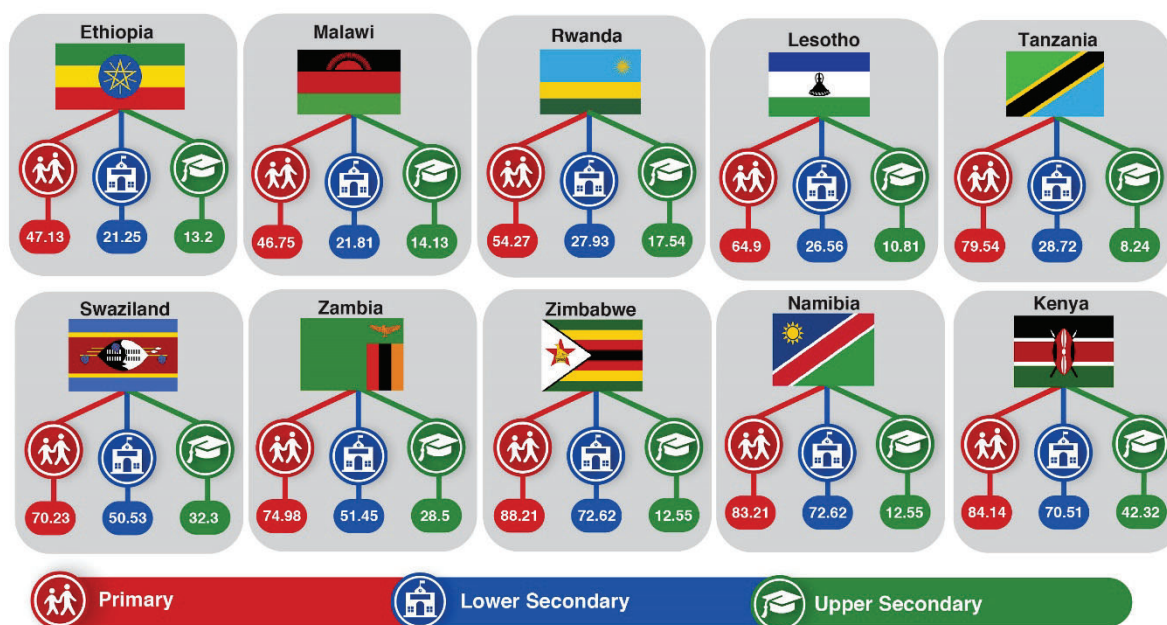 Ethiopia
47.13
21.25
13.2
Malawi
46.75
21.81
14.13
Rwanda
54.27
27.93
17.54
Lesotho
64.9
26.56
10.81
Tanzania
79.54
28.72
8.24
Swaziland
70.23
50.53
32.3
Zambia
74.98
51.45
28.5
Zimbabwe
88.21
72.62
12.55
Namibia
83.21
72.62
12.55
Kenya
84.14
70.51
42.32
Primary
Lower Secondary
Upper Secondary